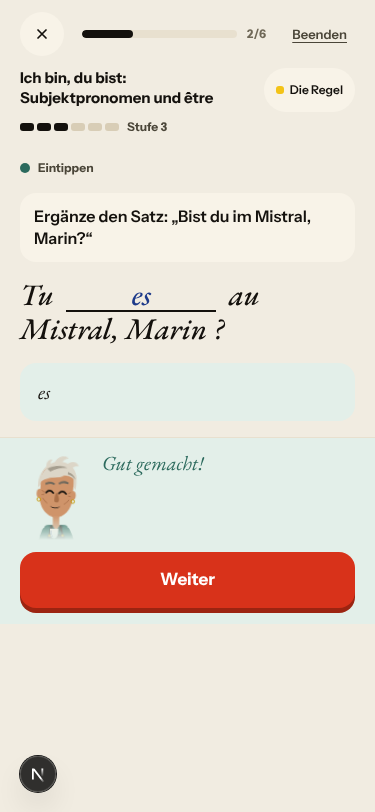 2/6
Beenden
Ich bin, du bist:
Subjektpronomen und être
Die Regel
Stufe 3
Eintippen
Ergänze den Satz: „Bist du im Mistral,
Marin?“
Tu es au
Mistral, Marin ?
es
Gut gemacht!
Weiter
N